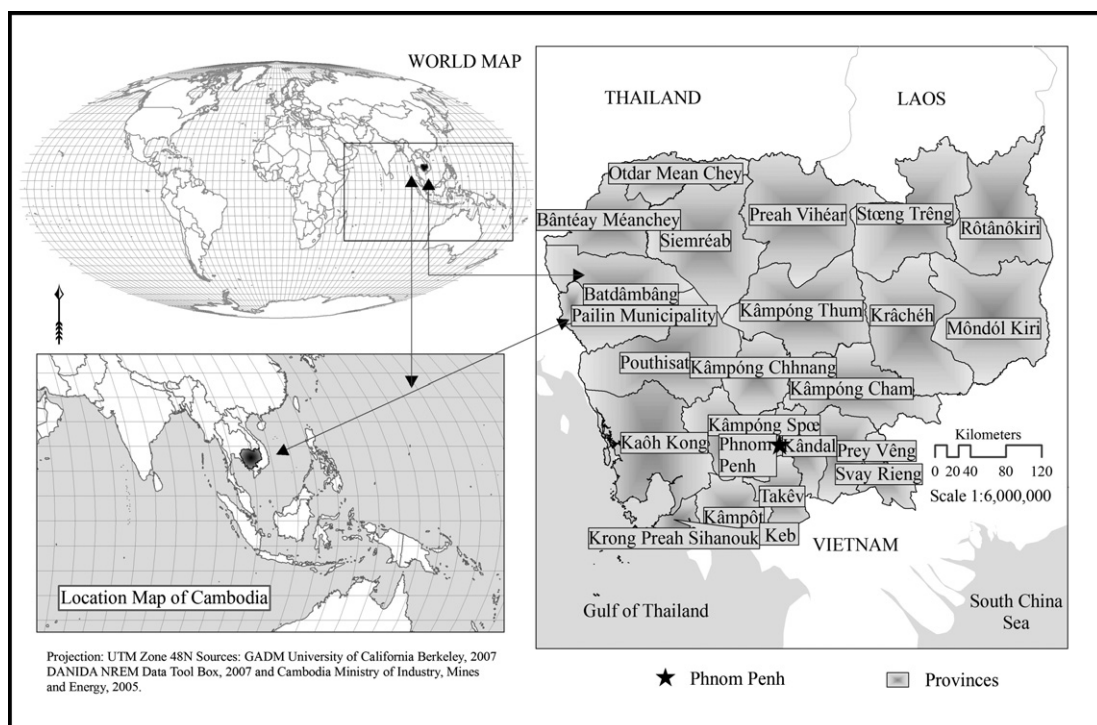 WORLD MAP
THAILAND
LAOS
Otdar Mean Chey
Bântéay Méanchey
Siemréab
Preah Vihéar
Stœng Trêng
Rôtânôkiri
Batdâmbâng
Pailin Municipality
Kâmpóng Thum
Krâchéh
Môndól Kiri
Pouthisat
Kâmpóng Chhnang
Kâmpóng Cham
Kaôh Kong
Kâmpóng Spœ
Phnom
Penh
Kândal
Prey Vêng
Svay Rieng
Takêv
Kâmpôt
Krong Preah Sihanouk
Keb
VIETNAM
Gulf of Thailand
South China
Sea
Kilometers
0 20 40 80 120
Scale 1:6,000,000
Location Map of Cambodia
Projection: UTM Zone 48N Sources: GADM University of California Berkeley, 2007
DANIDA NREM Data Tool Box, 2007 and Cambodia Ministry of Industry, Mines
and Energy, 2005.
Phnom Penh
Provinces